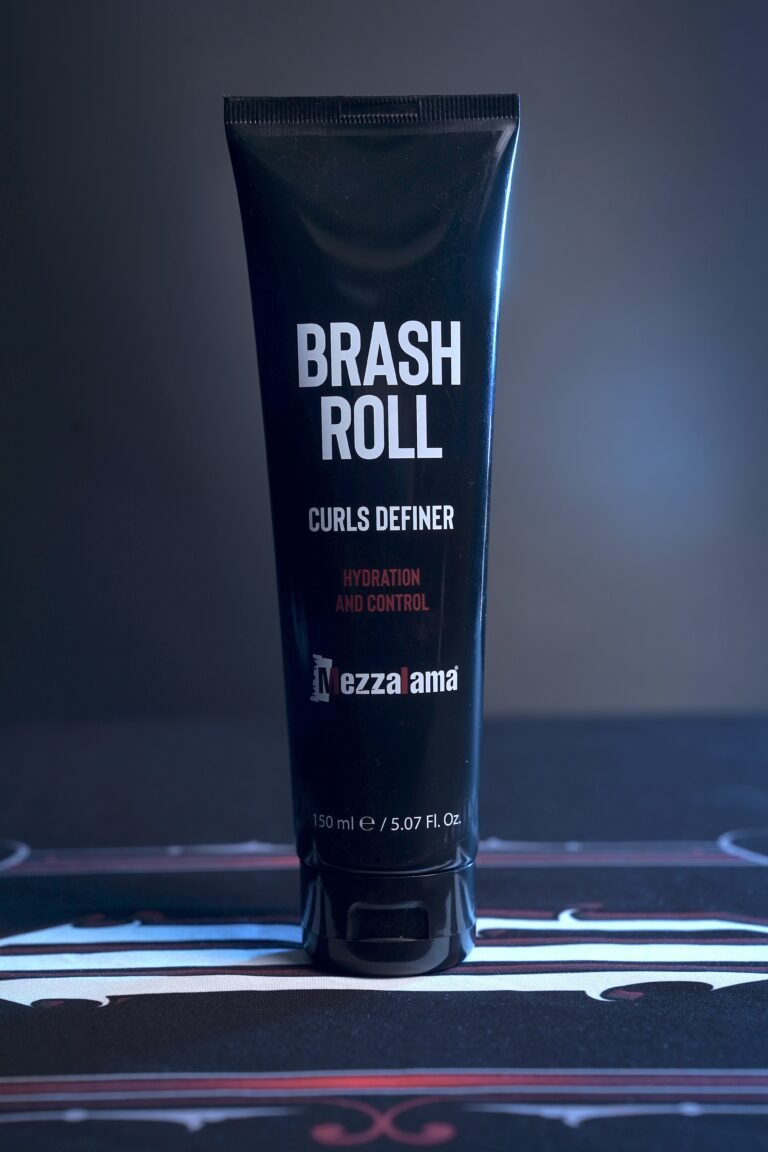 BRASH
ROLL
CURLS DEFINER
HYDRATION
AND CONTROL
Mezzalama®
150 ml ℮ / 5.07 Fl. Oz.